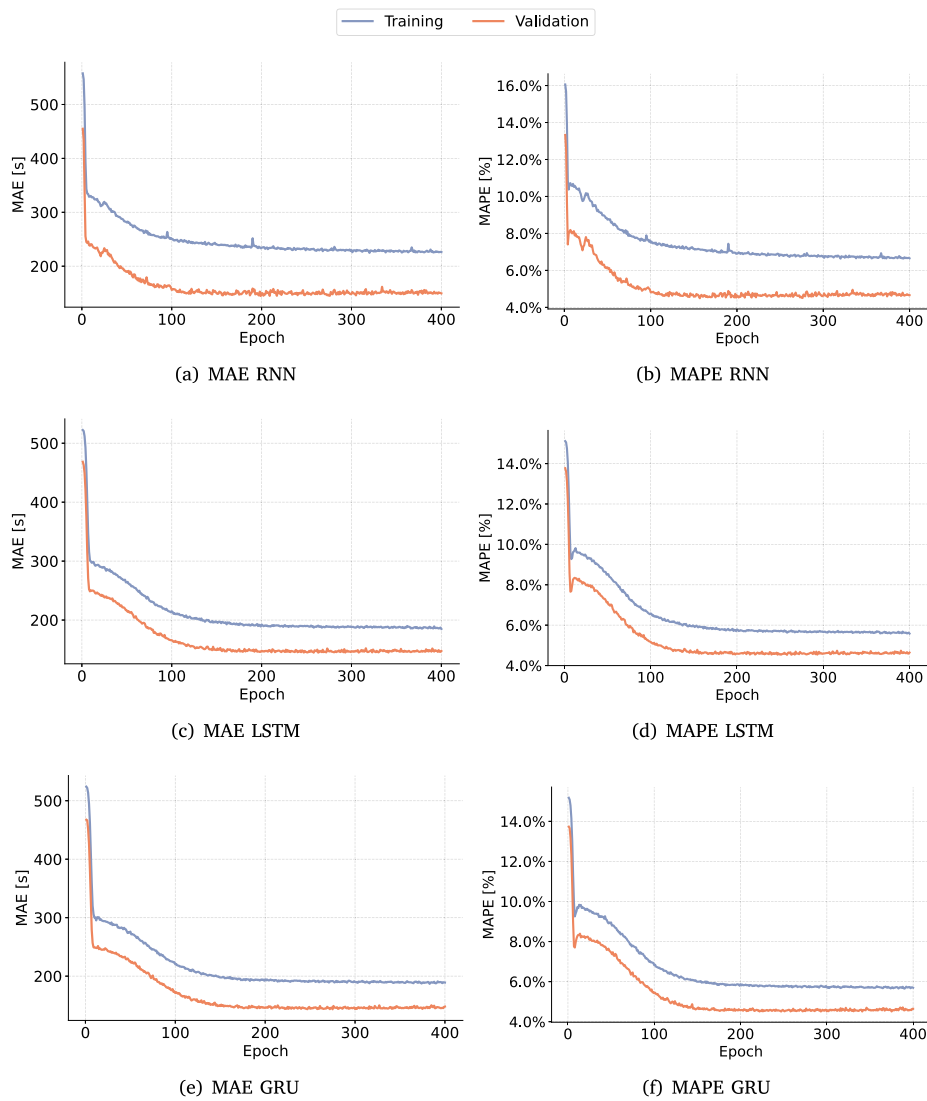 Training Validation
500
400
300
200
MAE [s]
0 100 200 300 400
Epoch
(a) MAE RNN
16.0%
14.0%
12.0%
10.0%
8.0%
6.0%
4.0%
MAPE [%]
0 100 200 300 400
Epoch
(b) MAPE RNN
500
400
300
200
MAE [s]
0 100 200 300 400
Epoch
(c) MAE LSTM
14.0%
12.0%
10.0%
8.0%
6.0%
4.0%
MAPE [%]
0 100 200 300 400
Epoch
(d) MAPE LSTM
500
400
300
200
MAE [s]
0 100 200 300 400
Epoch
(e) MAE GRU
14.0%
12.0%
10.0%
8.0%
6.0%
4.0%
MAPE [%]
0 100 200 300 400
Epoch
(f) MAPE GRU